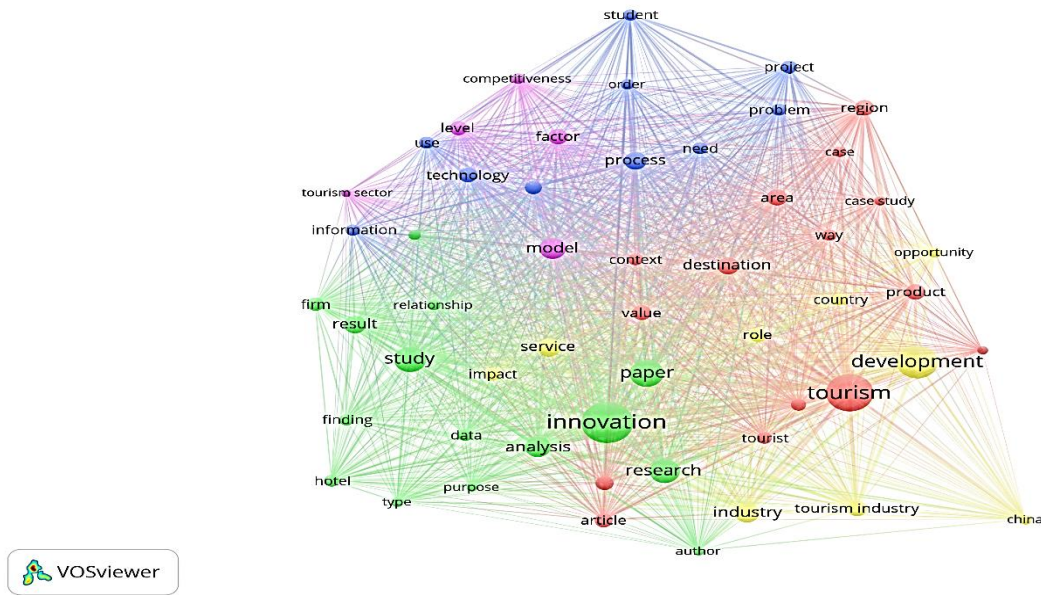 student
project
competitiveness
order
problem
region
level
factor
use
need
case
process
technology
tourism sector
area
case study
information
way
model
opportunity
context
destination
product
country
firm
relationship
value
result
role
service
study
development
impact
paper
tourism
finding
innovation
data
tourist
analysis
research
hotel
purpose
type
industry
tourism industry
article
china
author
VOSviewer